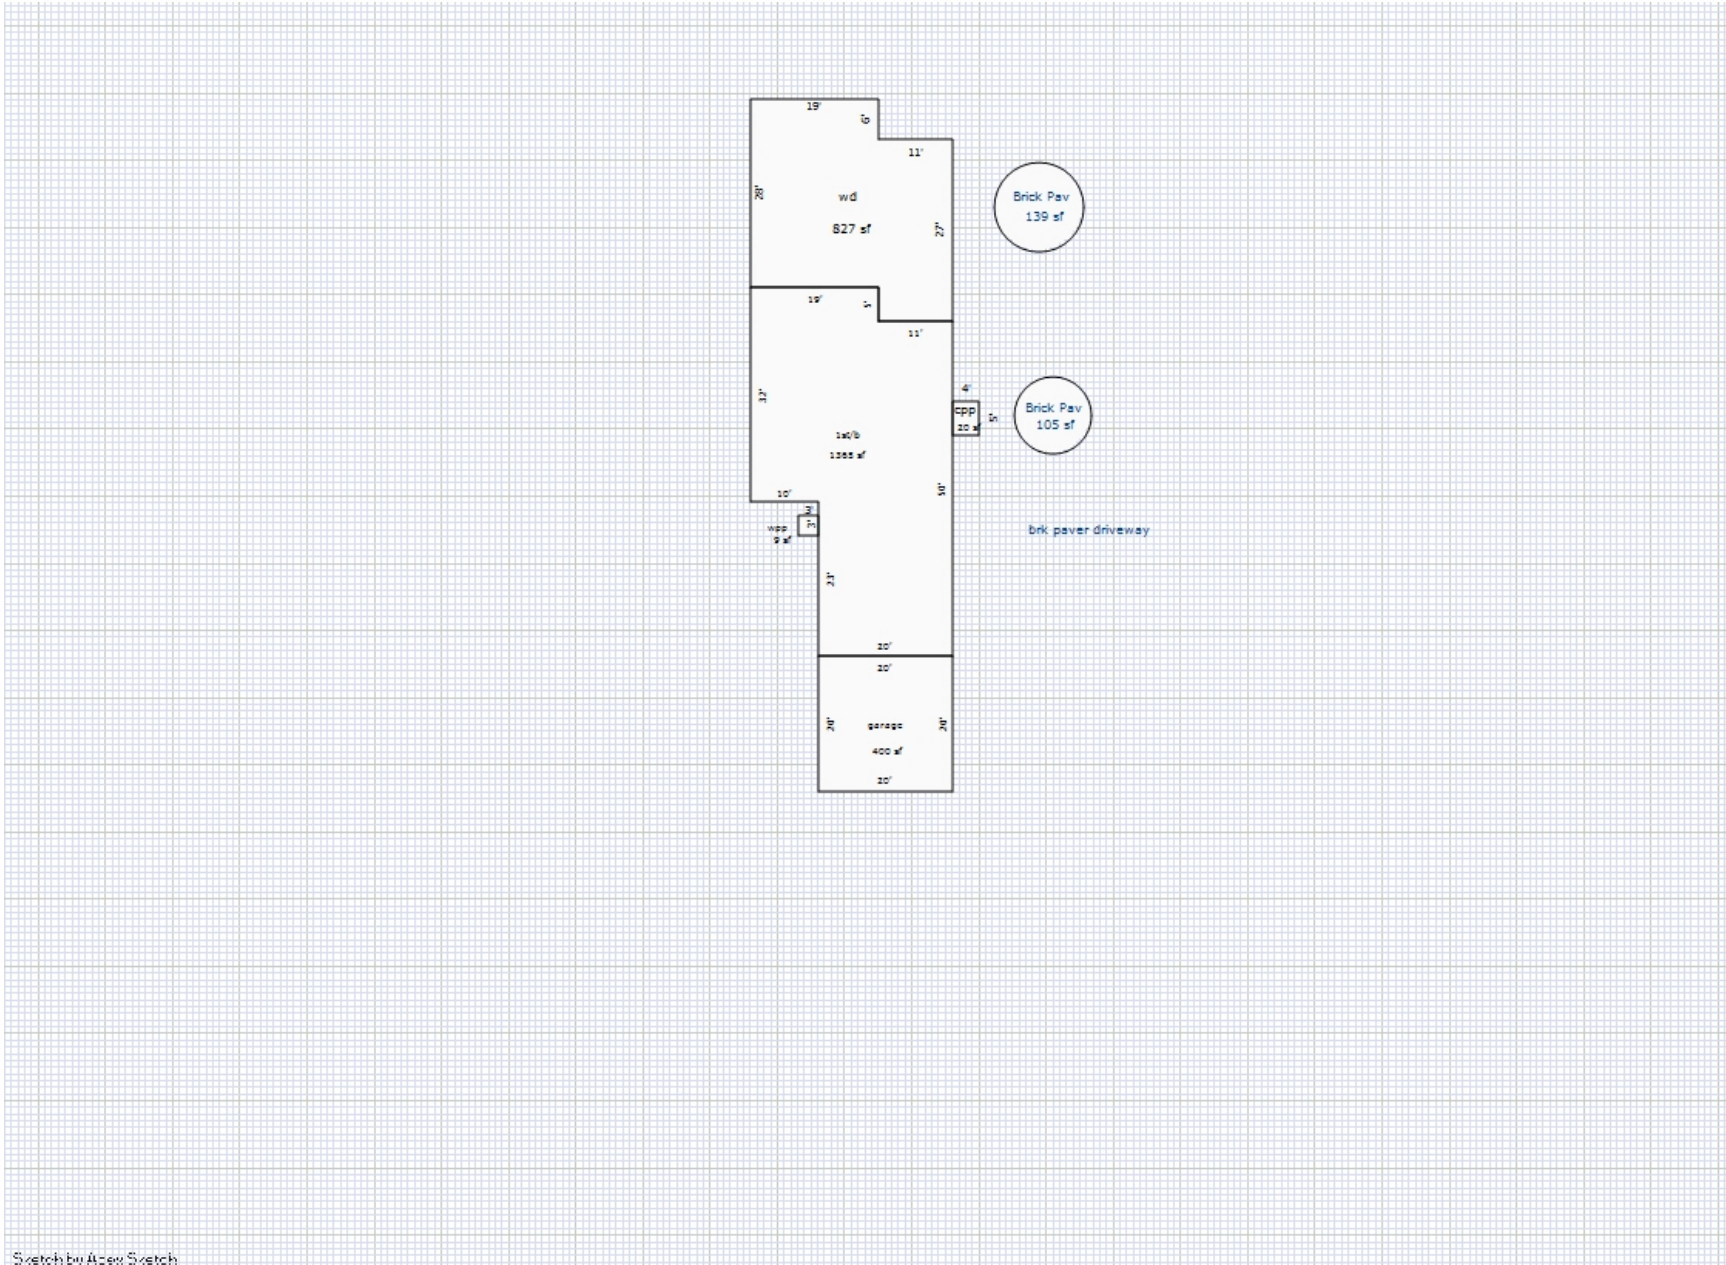 19'
6'
11'
28'
wd
827 sf
27'
Brick Pav
139 sf
19'
5'
11'
32'
4'
cpp
20 sf
5'
Brick Pav
105 sf
1st/b
1365 sf
10'
3'
3'
wpp
9 sf
50'
brk paver driveway
23'
20'
20'
20'
garage
20'
400 sf
20'
Sketch by Apex Sketch